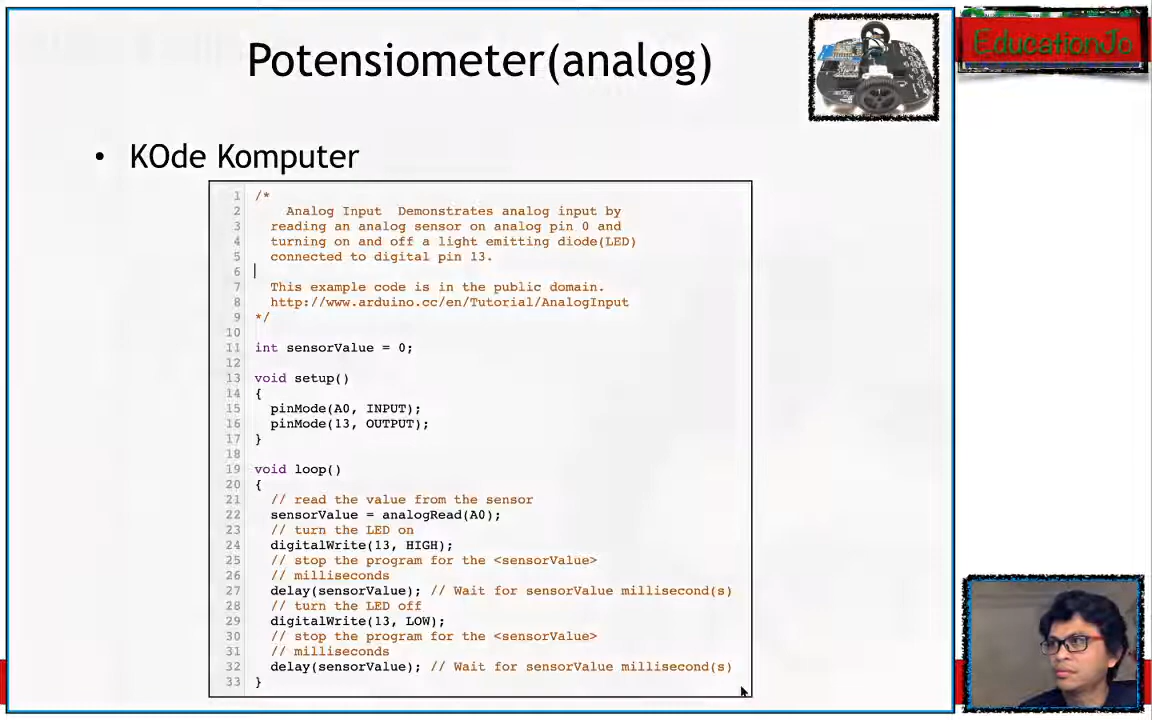 Potensiometer(analog)
EducationJo
• KOde Komputer
1 /*
2 Analog Input  Demonstrates analog input by
3 reading an analog sensor on analog pin 0 and
4 turning on and off a light emitting diode(LED)
5 connected to digital pin 13.
6
7 This example code is in the public domain.
8 http://www.arduino.cc/en/Tutorial/AnalogInput
9 */
10
11 int sensorValue = 0;
12
13 void setup()
14 {
15 pinMode(A0, INPUT);
16 pinMode(13, OUTPUT);
17 }
18
19 void loop()
20 {
21 // read the value from the sensor
22 sensorValue = analogRead(A0);
23 // turn the LED on
24 digitalWrite(13, HIGH);
25 // stop the program for the <sensorValue>
26 // milliseconds
27 delay(sensorValue); // Wait for sensorValue millisecond(s)
28 // turn the LED off
29 digitalWrite(13, LOW);
30 // stop the program for the <sensorValue>
31 // milliseconds
32 delay(sensorValue); // Wait for sensorValue millisecond(s)
33 }